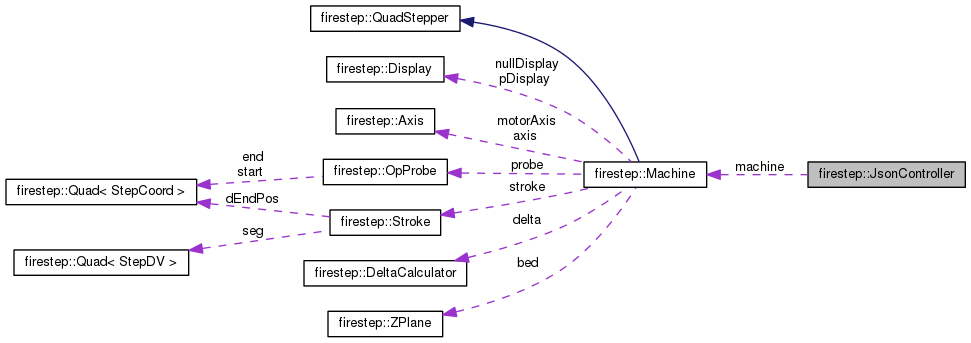 firestep::QuadStepper
firestep::Display
nullDisplay
pDisplay
firestep::Axis
motorAxis
axis
end
start
firestep::OpProbe
probe
firestep::Machine
machine
firestep::JsonController
firestep::Quad< StepCoord >
dEndPos
firestep::Stroke
stroke
seg
firestep::Quad< StepDV >
firestep::DeltaCalculator
delta
bed
firestep::ZPlane